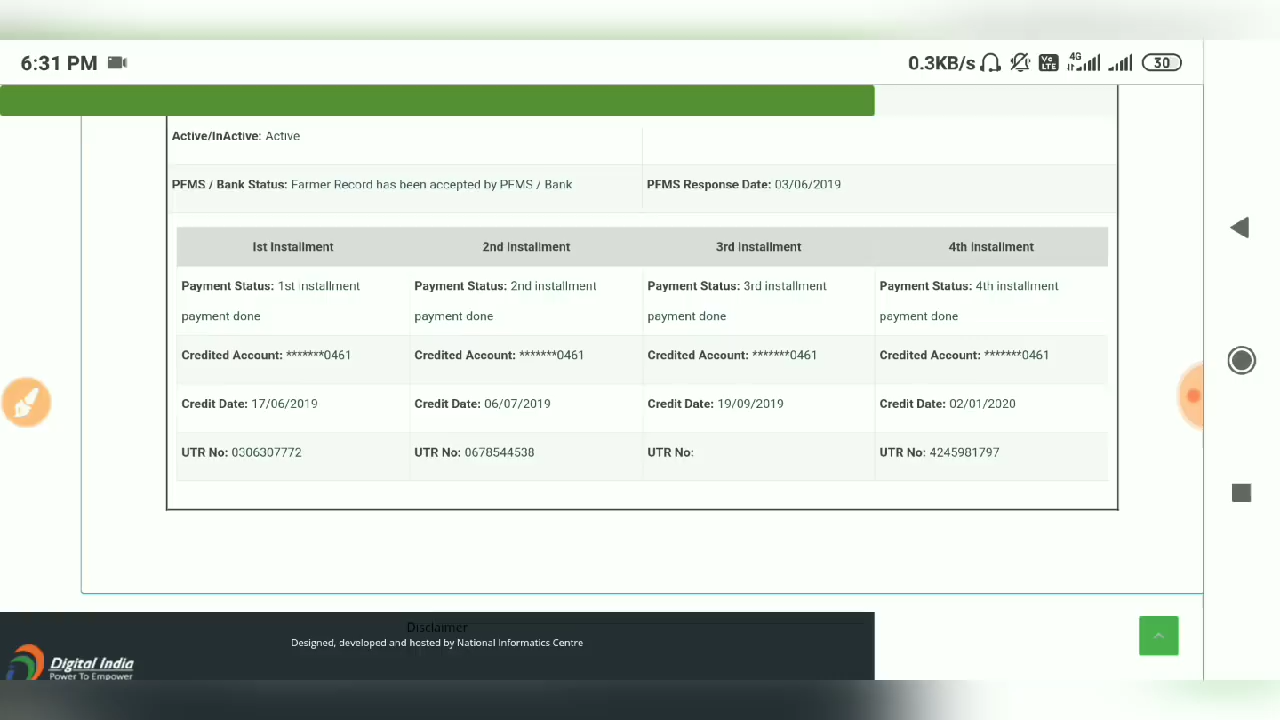 6:31 PM
0.3KB/s
Vo
LTE
4G
30
Active/InActive: Active
PFMS / Bank Status: Farmer Record has been accepted by PFMS / Bank
PFMS Response Date: 03/06/2019
1st Installment
2nd Installment
3rd Installment
4th Installment
Payment Status: 1st installment
payment done
Payment Status: 2nd installment
payment done
Payment Status: 3rd installment
payment done
Payment Status: 4th installment
payment done
Credited Account: *******0461
Credited Account: *******0461
Credited Account: *******0461
Credited Account: *******0461
Credit Date: 17/06/2019
Credit Date: 06/07/2019
Credit Date: 19/09/2019
Credit Date: 02/01/2020
UTR No: 0306307772
UTR No: 0678544538
UTR No:
UTR No: 4245981797
Disclaimer
Designed, developed and hosted by National Informatics Centre
Digital India
Power To Empower